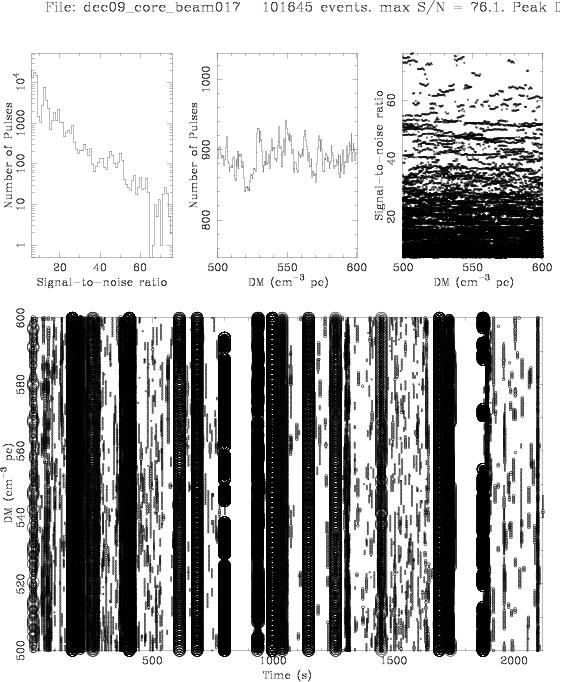 File: dec09_core_beam017 101645 events. max S/N = 76.1. Peak D
Number of Pulses
10⁴
1000
100
10
1
20 40 60
Signal-to-noise ratio
Number of Pulses
1000
900
800
500 550 600
DM (cm⁻³ pc)
Signal-to-noise ratio
60
40
20
500 550 600
DM (cm⁻³ pc)
DM (cm⁻³ pc)
600
580
560
540
520
500
500 1000 1500 2000
Time (s)